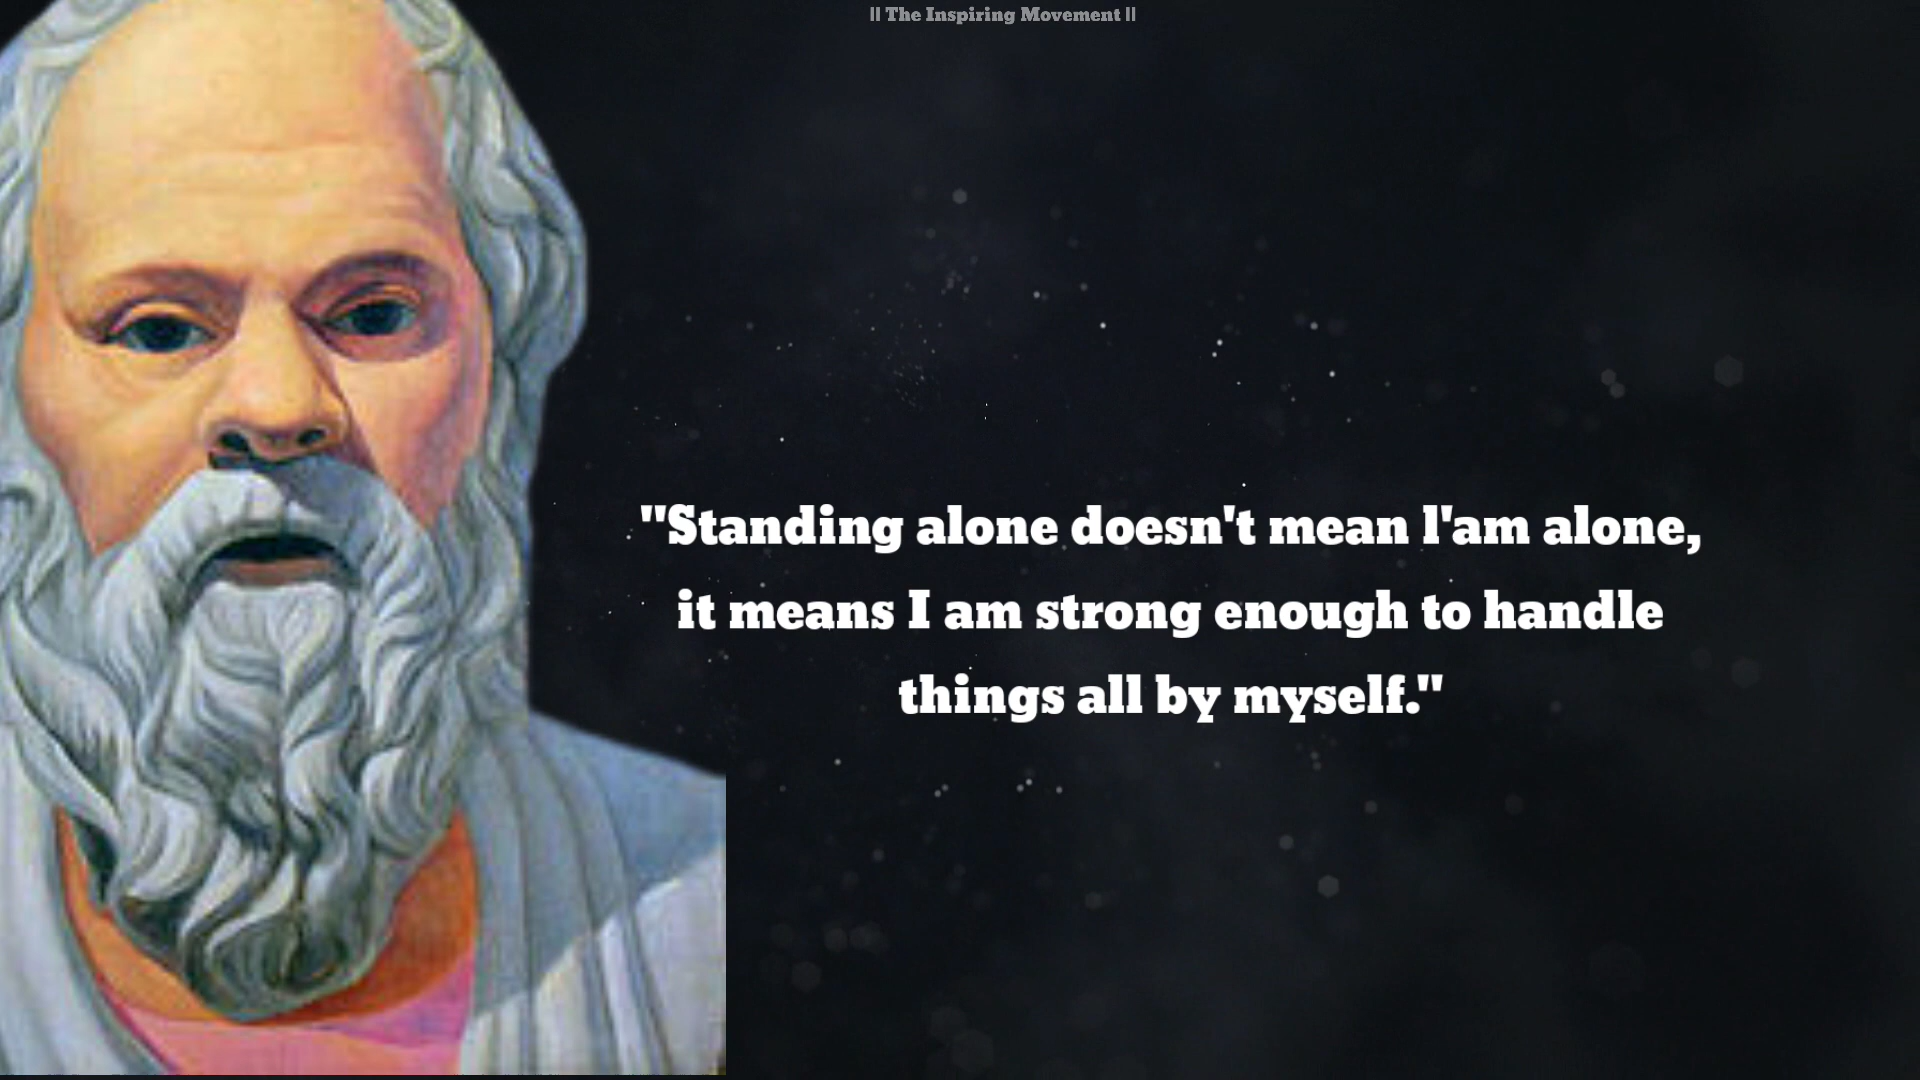 || The Inspiring Movement ||
"Standing alone doesn't mean I'am alone,
it means I am strong enough to handle
things all by myself."